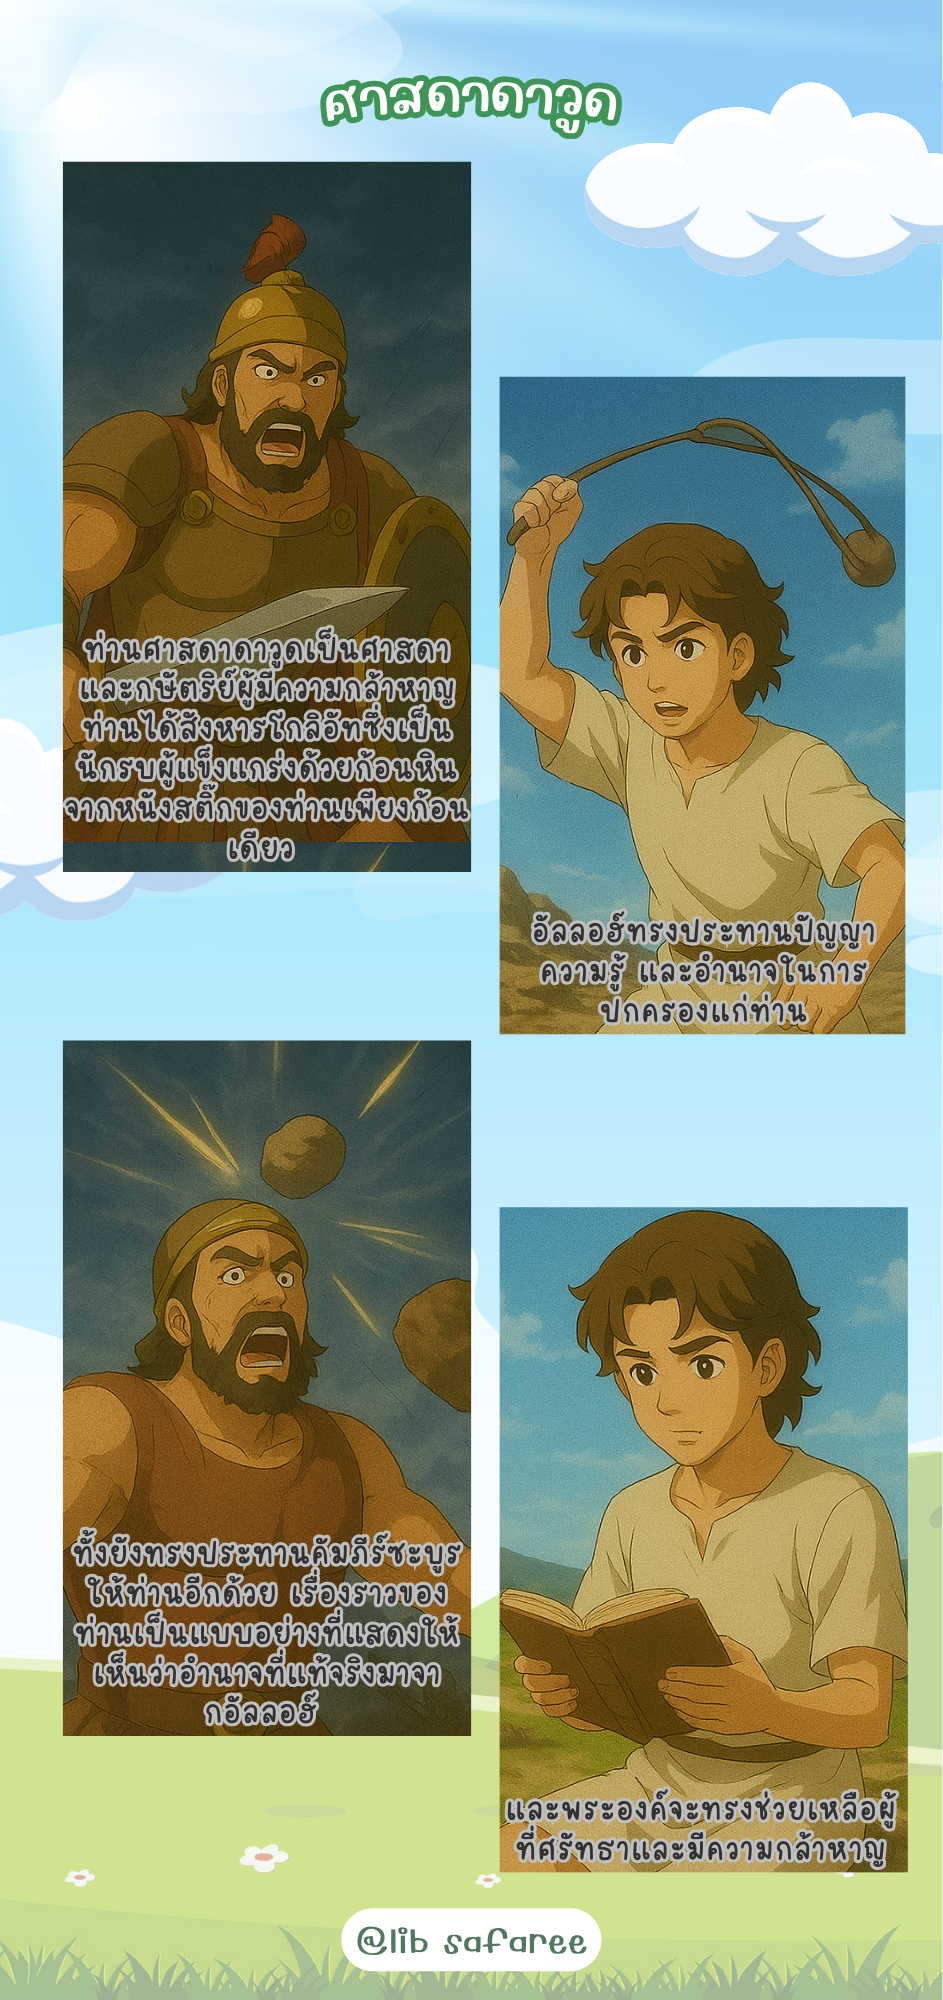 ศาสดาดาวูด
ท่านศาสดาดาวูดเป็นศาสดา
และกษัตริย์ผู้มีความกล้าหาญ
ท่านได้สังหารโกลิอัทซึ่งเป็น
นักรบผู้แข็งแกร่งด้วยก้อนหิน
จากหนังสติ๊กของท่านเพียงก้อน
เดียว
อัลลอฮ์ทรงประทานปัญญา
ความรู้ และอำนาจในการ
ปกครองแก่ท่าน
ทั้งยังทรงประทานคัมภีร์ซะบูร
ให้ท่านอีกด้วย เรื่องราวของ
ท่านเป็นแบบอย่างที่แสดงให้
เห็นว่าอำนาจที่แท้จริงมาจา
กอัลลอฮ์
และพระองค์จะทรงช่วยเหลือผู้
ที่ศรัทธาและมีความกล้าหาญ
@lib safaree